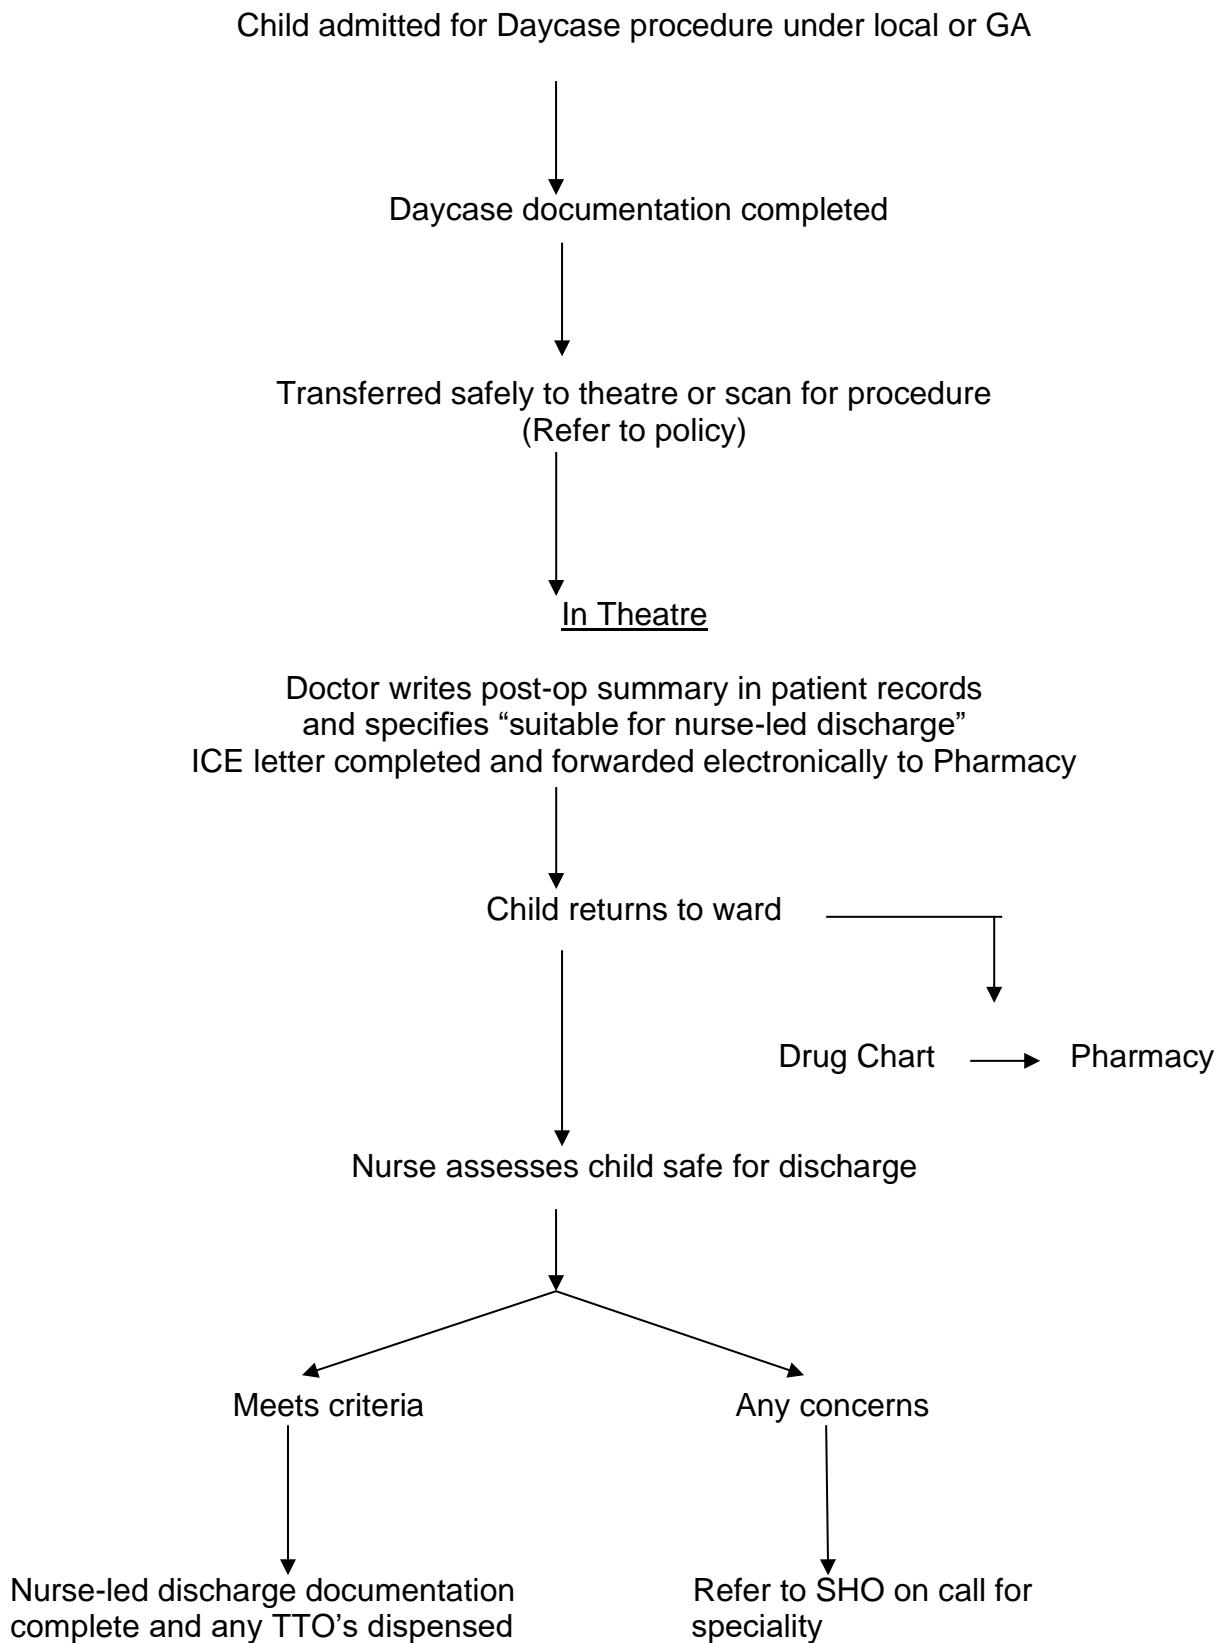 Child admitted for Daycase procedure under local or GA
Daycase documentation completed
Transferred safely to theatre or scan for procedure
(Refer to policy)
In Theatre
Doctor writes post-op summary in patient records
and specifies “suitable for nurse-led discharge”
ICE letter completed and forwarded electronically to Pharmacy
Child returns to ward
Drug Chart Pharmacy
Nurse assesses child safe for discharge
Meets criteria
Any concerns
Nurse-led discharge documentation
complete and any TTO’s dispensed
Refer to SHO on call for
speciality